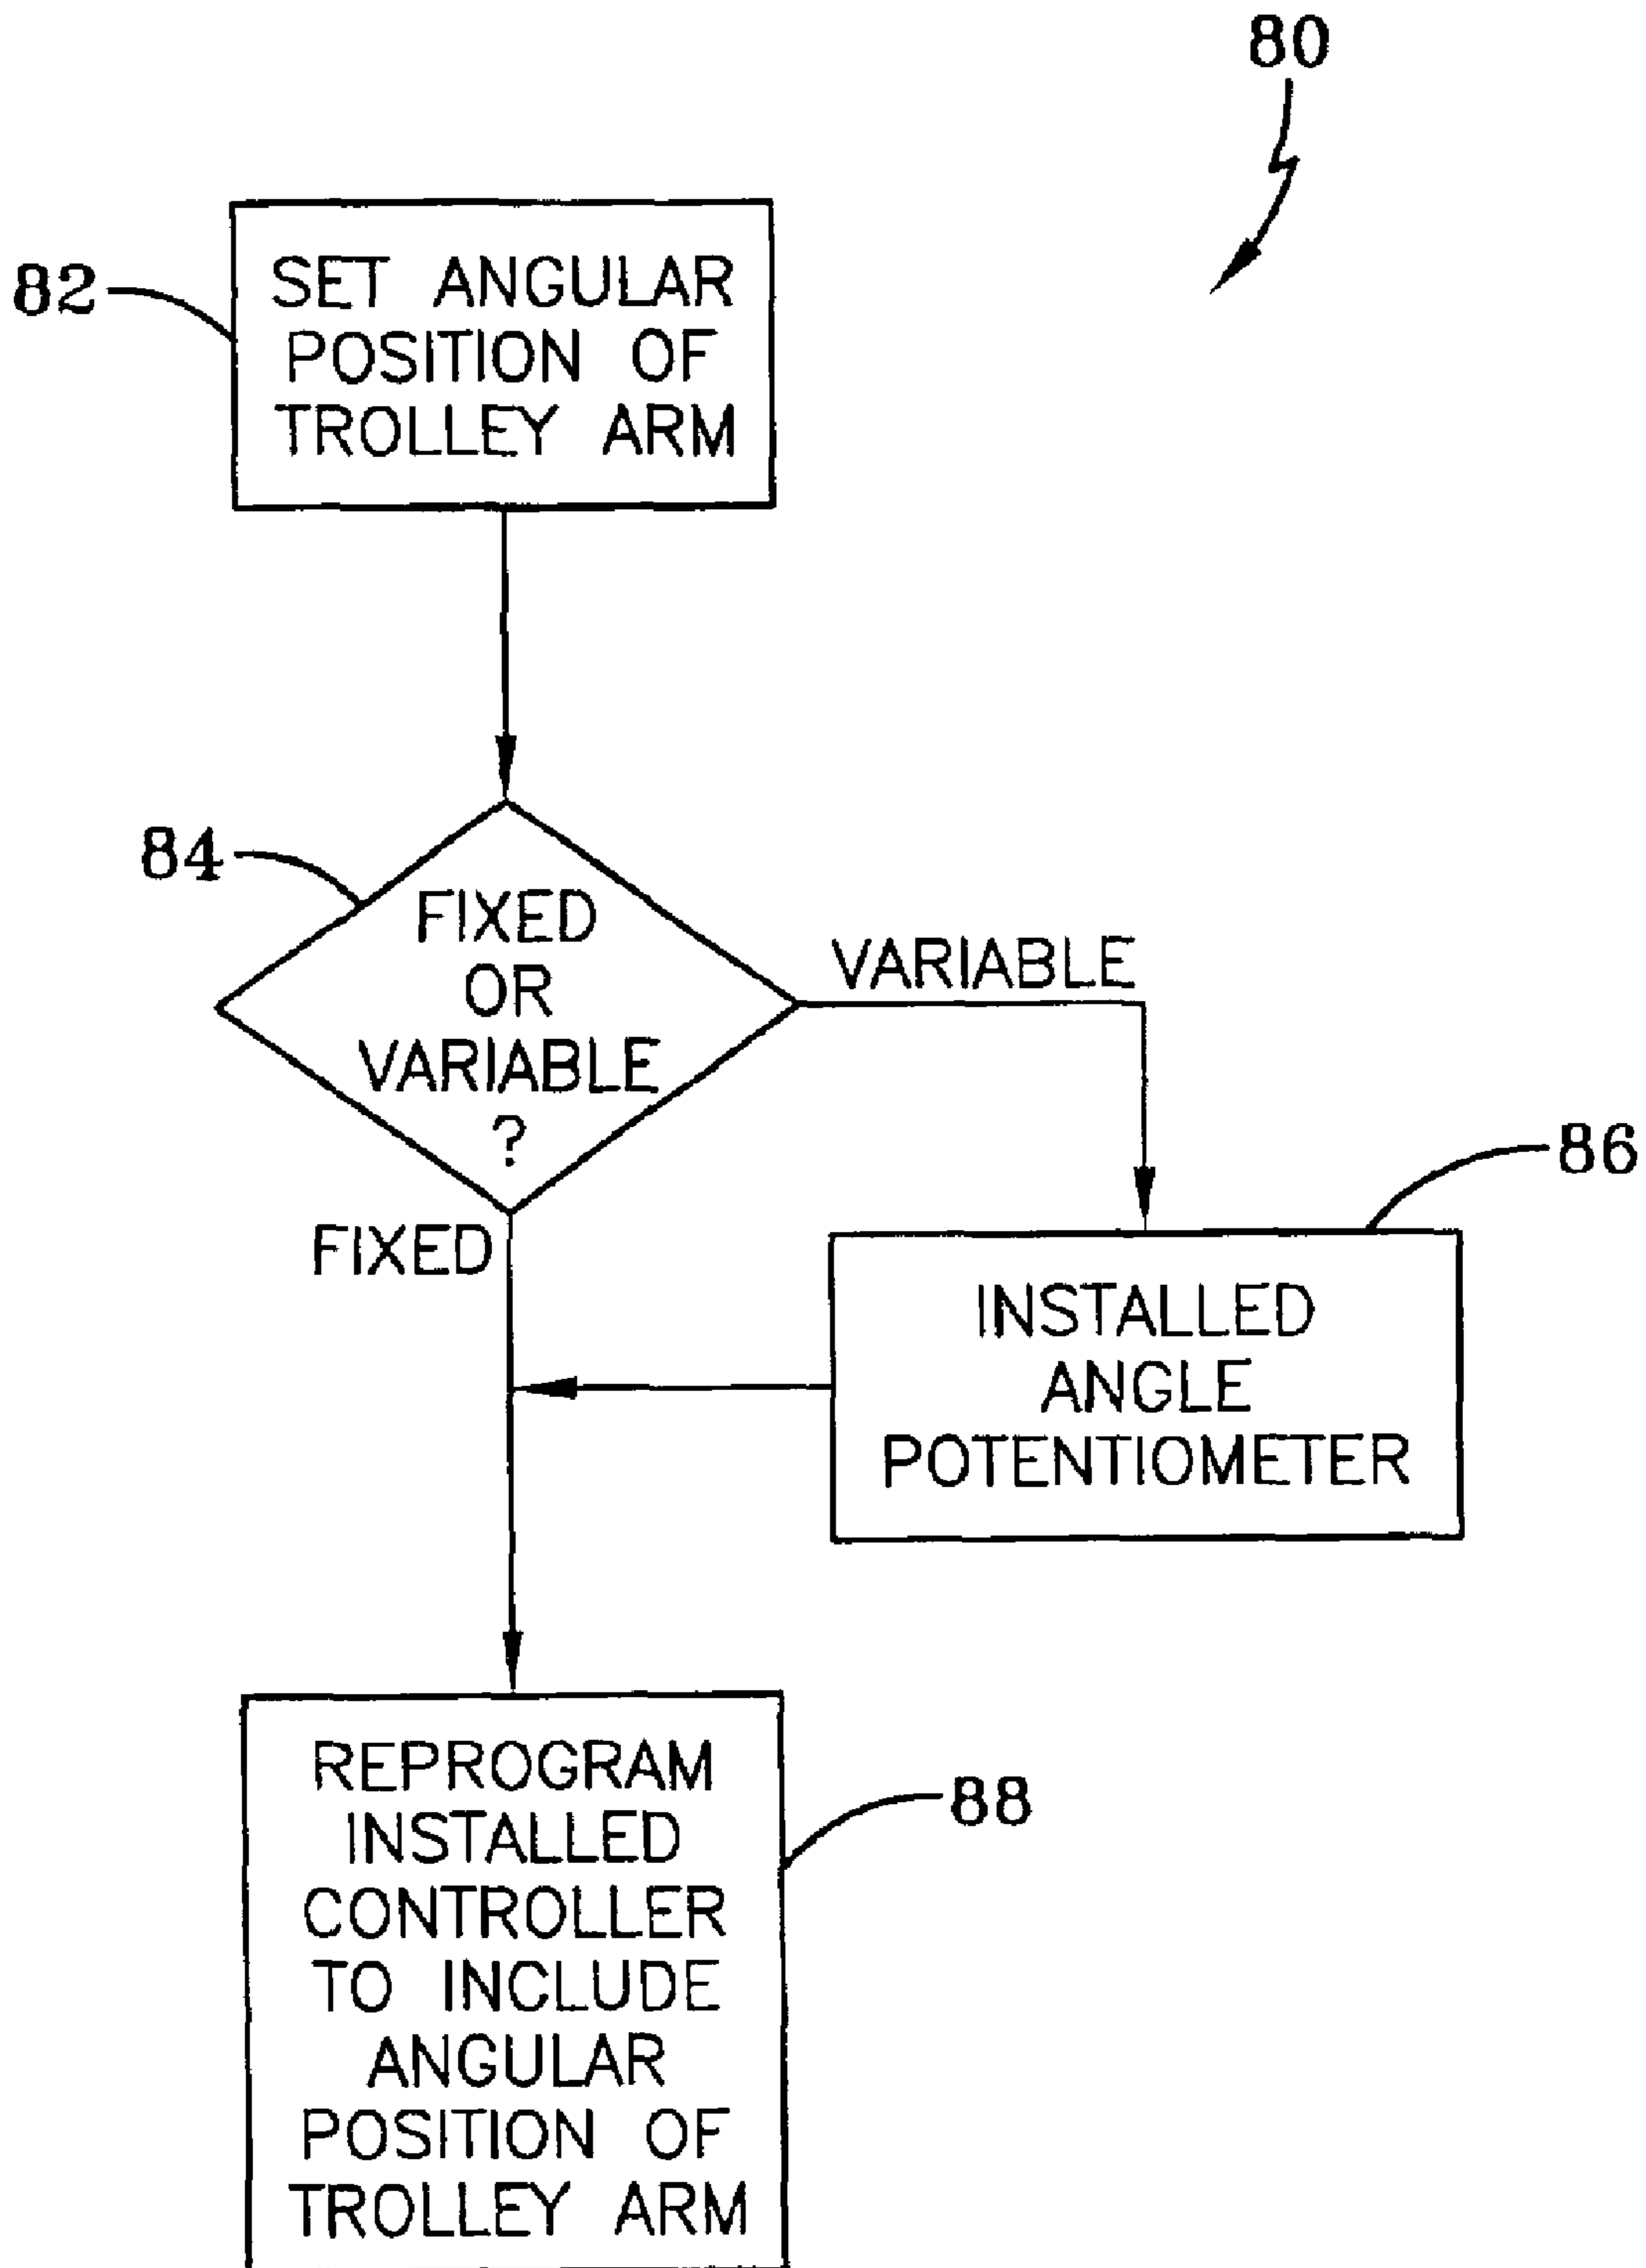 80
82
SET ANGULAR
POSITION OF
TROLLEY ARM
84
FIXED
OR
VARIABLE
?
VARIABLE
FIXED
86
INSTALLED
ANGLE
POTENTIOMETER
88
REPROGRAM
INSTALLED
CONTROLLER
TO INCLUDE
ANGULAR
POSITION OF
TROLLEY ARM